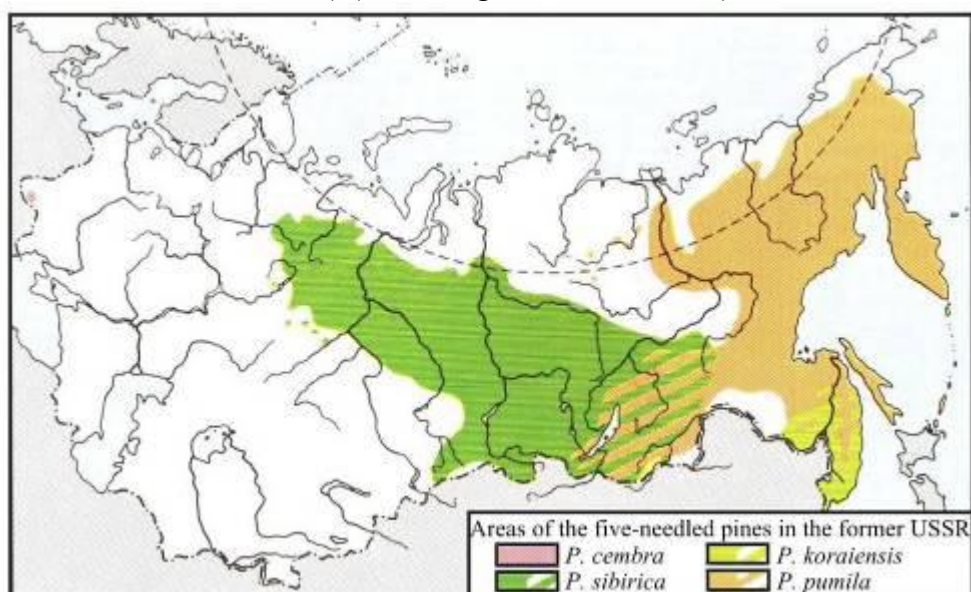 Areas of the five-needled pines in the former USSR
P. cembra P. koraiensis
P. sibirica P. pumila